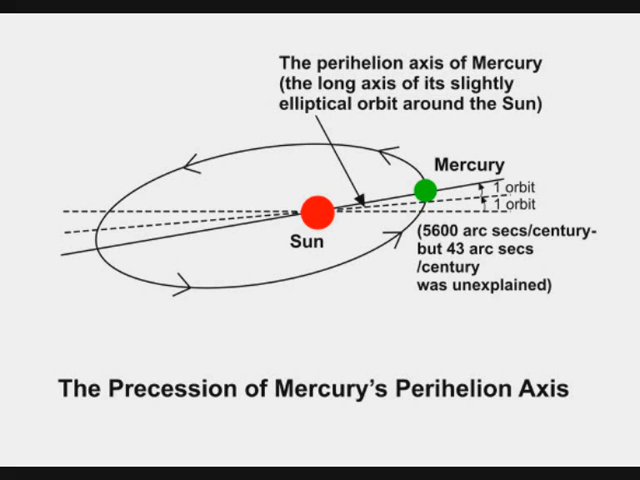 The perihelion axis of Mercury
(the long axis of its slightly
elliptical orbit around the Sun)
Mercury
1 orbit
1 orbit
Sun
(5600 arc secs/century-
but 43 arc secs
/century
was unexplained)
The Precession of Mercury's Perihelion Axis